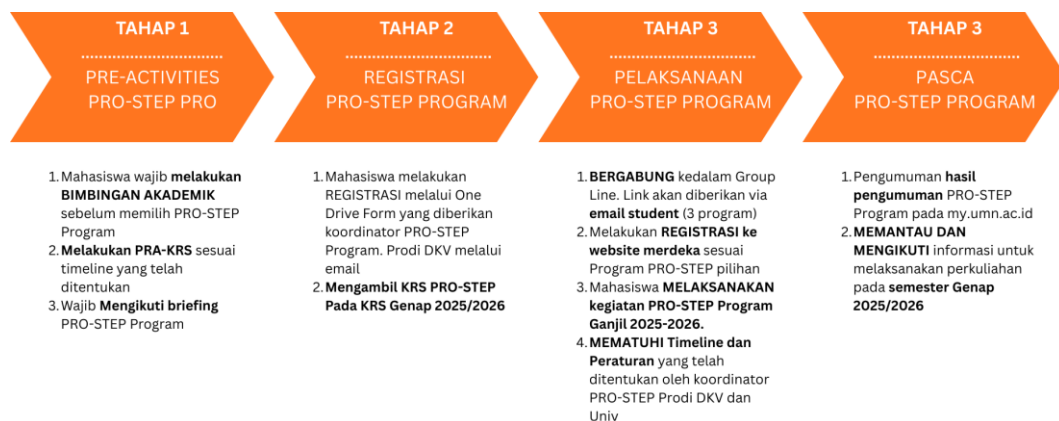 TAHAP 1
PRE-ACTIVITIES
PRO-STEP PRO
1. Mahasiswa wajib melakukan
BIMBINGAN AKADEMIK
sebelum memilih PRO-STEP
Program
2. Melakukan PRA-KRS sesuai
timeline yang telah
ditentukan
3. Wajib Mengikuti briefing
PRO-STEP Program
TAHAP 2
REGISTRASI
PRO-STEP PROGRAM
1. Mahasiswa melakukan
REGISTRASI melalui One
Drive Form yang diberikan
koordinator PRO-STEP
Program. Prodi DKV melalui
email
2. Mengambil KRS PRO-STEP
Pada KRS Genap 2025/2026
TAHAP 3
PELAKSANAAN
PRO-STEP PROGRAM
1. BERGABUNG kedalam Group
Line. Link akan diberikan via
email student (3 program)
2. Melakukan REGISTRASI ke
website merdeka sesuai
Program PRO-STEP pilihan
3. Mahasiswa MELAKSANAKAN
kegiatan PRO-STEP Program
Ganjil 2025-2026.
4. MEMATUHI Timeline dan
Peraturan yang telah
ditentukan oleh koordinator
PRO-STEP Prodi DKV dan
Univ
TAHAP 3
PASCA
PRO-STEP PROGRAM
1. Pengumuman hasil
pengumuman PRO-STEP
Program pada my.umn.ac.id
2. MEMANTAU DAN
MENGIKUTI informasi untuk
melaksanakan perkuliahan
pada semester Genap
2025/2026